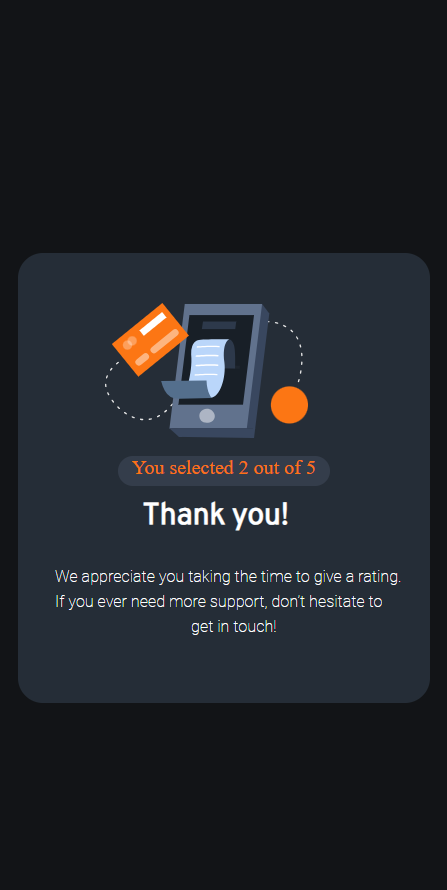 You selected 2 out of 5
Thank you!
We appreciate you taking the time to give a rating.
If you ever need more support, don't hesitate to
get in touch!